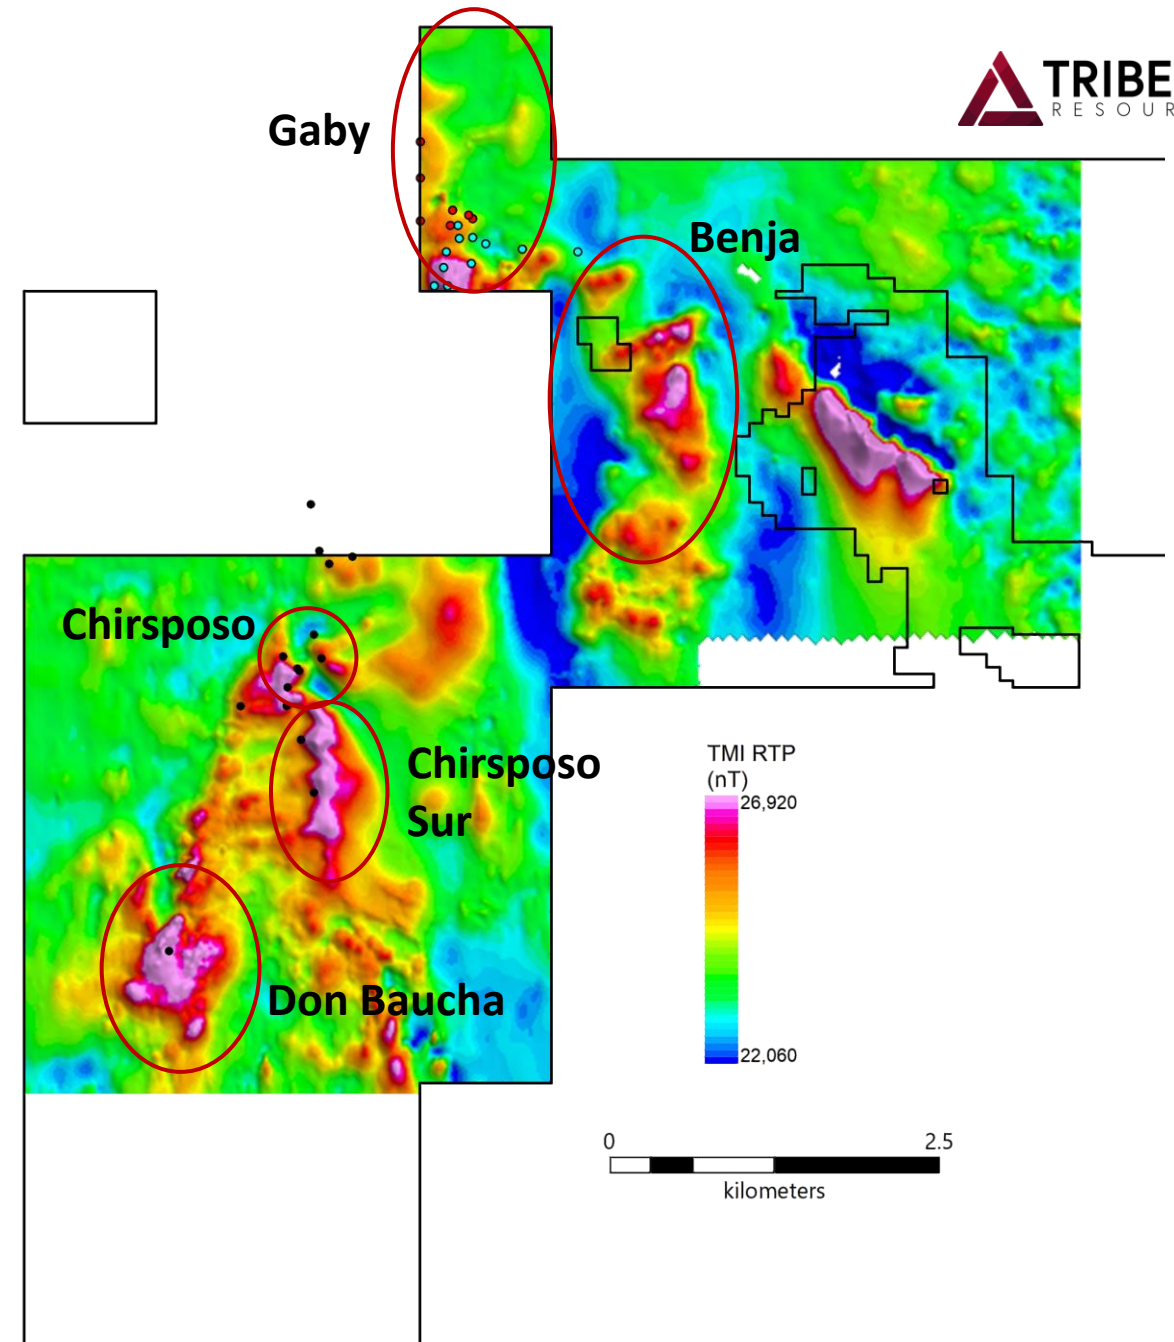 TRIBE
RESOUR
Gaby
Benja
Chirsposo
Chirsposo
Sur
Don Baucha
TMI RTP
(nT)
26,920
22,060
0 2.5
kilometers